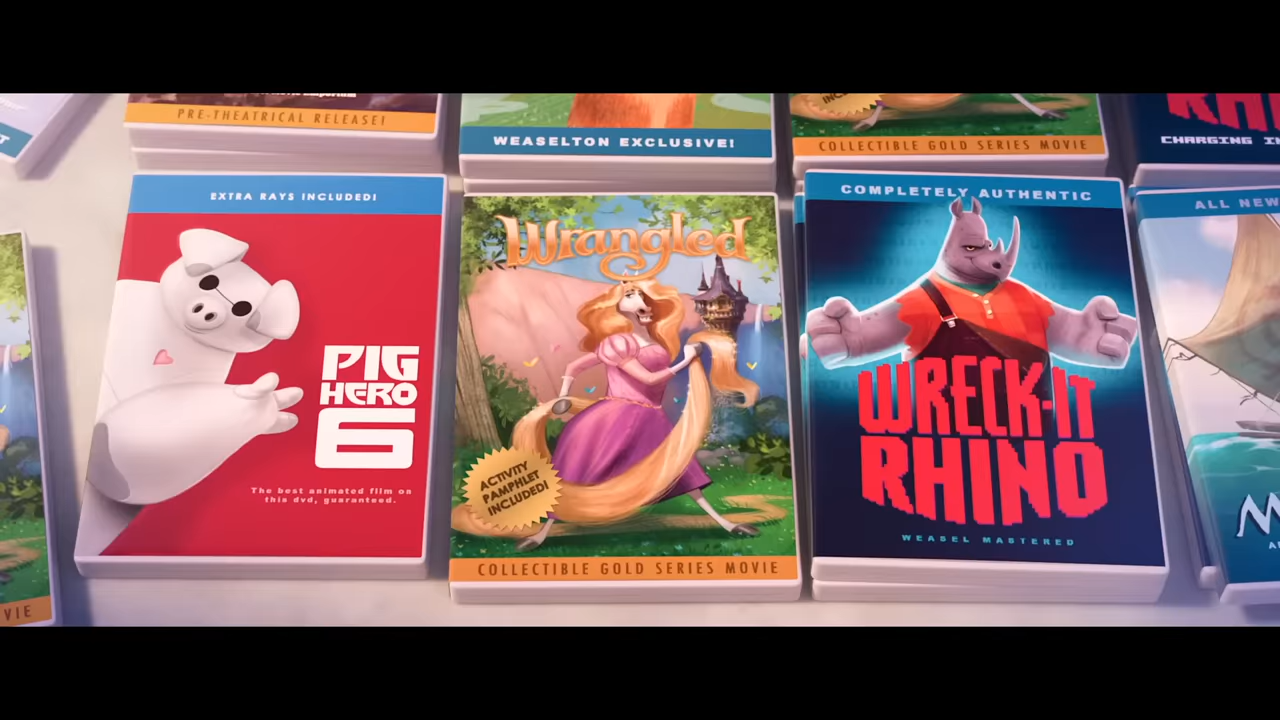 PRE-THEATRICAL RELEASE!
WEASELTON EXCLUSIVE!
COLLECTIBLE GOLD SERIES MOVIE
CHARGING
EXTRA RAYS INCLUDED!
PIG
HERO
6
The best animated film on
this dvd, guaranteed.
Wrangled
ACTIVITY
PAMPHLET
INCLUDED!
COLLECTIBLE GOLD SERIES MOVIE
COMPLETELY AUTHENTIC
WRECK-IT
RHINO
WEASEL MASTERED
ALL NEW